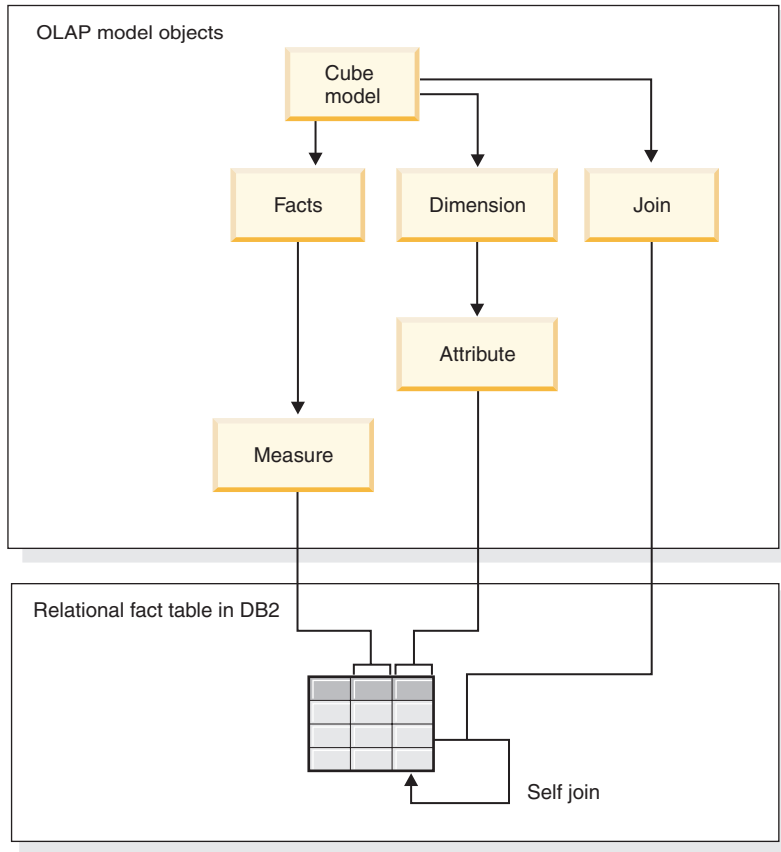 OLAP model objects
Cube
model
Facts
Dimension
Join
Attribute
Measure
Relational fact table in DB2
Self join